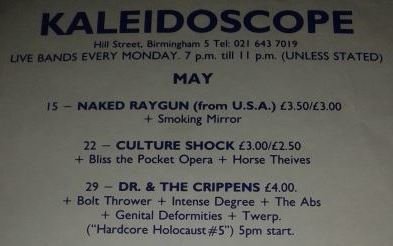 KALEIDOSCOPE
Hill Street, Birmingham 5 Tel: 021 643 7019
LIVE BANDS EVERY MONDAY. 7 p.m. till 11 p.m. (UNLESS STATED)
MAY
15 – NAKED RAYGUN (from U.S.A.) £3.50/£3.00
+ Smoking Mirror
22 – CULTURE SHOCK £3.00/£2.50
+ Bliss the Pocket Opera + Horse Theives
29 – DR. & THE CRIPPENS £4.00.
+ Bolt Thrower + Intense Degree + The Abs
+ Genital Deformities + Twerp.
("Hardcore Holocaust #5") 5pm start.